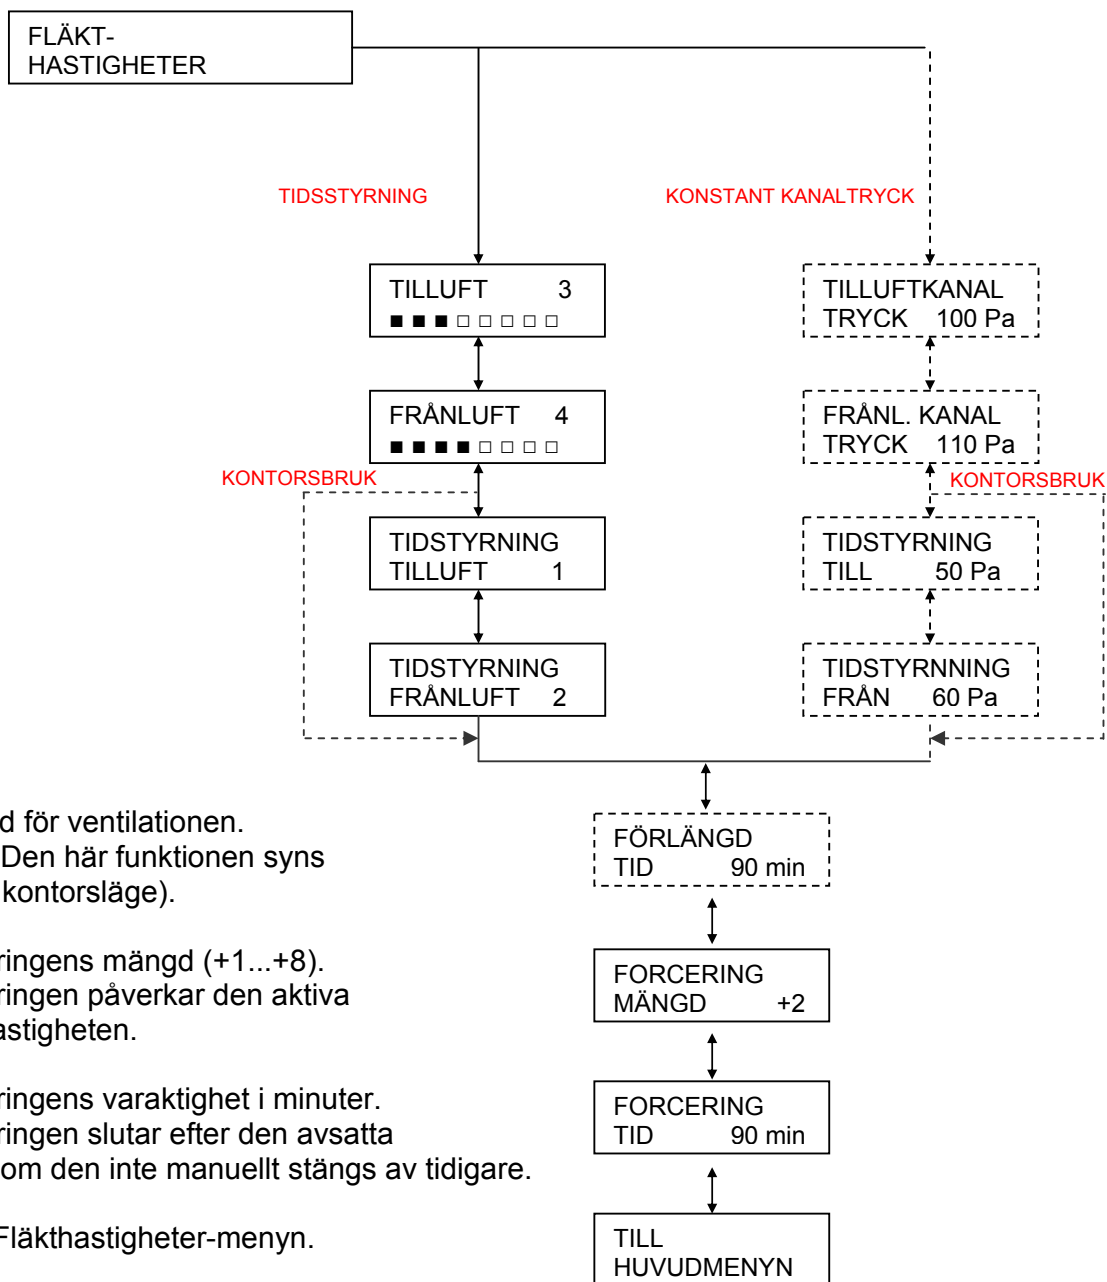 FLÄKT-
HASTIGHETER
TIDSSTYRNING
KONSTANT KANALTRYCK
TILLUFT 3
■ ■ ■ □ □ □ □ □
TILLUFTKANAL
TRYCK 100 Pa
FRÅNLUFT 4
■ ■ ■ ■ □ □ □ □
FRÅNL. KANAL
TRYCK 110 Pa
KONTORSBRUK
KONTORSBRUK
TIDSTYRNING
TILLUFT 1
TIDSTYRNING
TILL 50 Pa
TIDSTYRNING
FRÅNLUFT 2
TIDSTYRNNING
FRÅN 60 Pa
d för ventilationen.
Den här funktionen syns
kontorsläge).
FÖRLÄNGD
TID 90 min
ringens mängd (+1...+8).
ringen påverkar den aktiva
astigheten.
FORCERING
MÄNGD +2
ringens varaktighet i minuter.
ringen slutar efter den avsatta
om den inte manuellt stängs av tidigare.
FORCERING
TID 90 min
Fläkthastigheter-menyn.
TILL
HUVUDMENYN